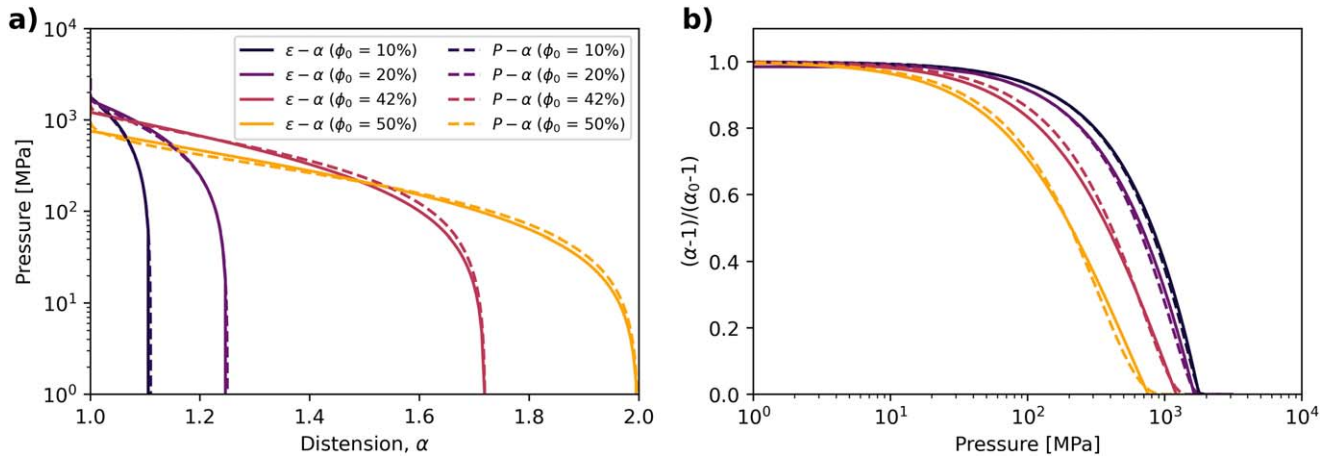 a)
Pressure [MPa]
10⁴
10³
10²
10¹
10⁰
ε − α (ϕ₀ = 10%)
ε − α (ϕ₀ = 20%)
ε − α (ϕ₀ = 42%)
ε − α (ϕ₀ = 50%)
P − α (ϕ₀ = 10%)
P − α (ϕ₀ = 20%)
P − α (ϕ₀ = 42%)
P − α (ϕ₀ = 50%)
1.0 1.2 1.4 1.6 1.8 2.0
Distension, α
b)
(α-1)/(α₀-1)
1.0
0.8
0.6
0.4
0.2
0.0
10⁰ 10¹ 10² 10³ 10⁴
Pressure [MPa]